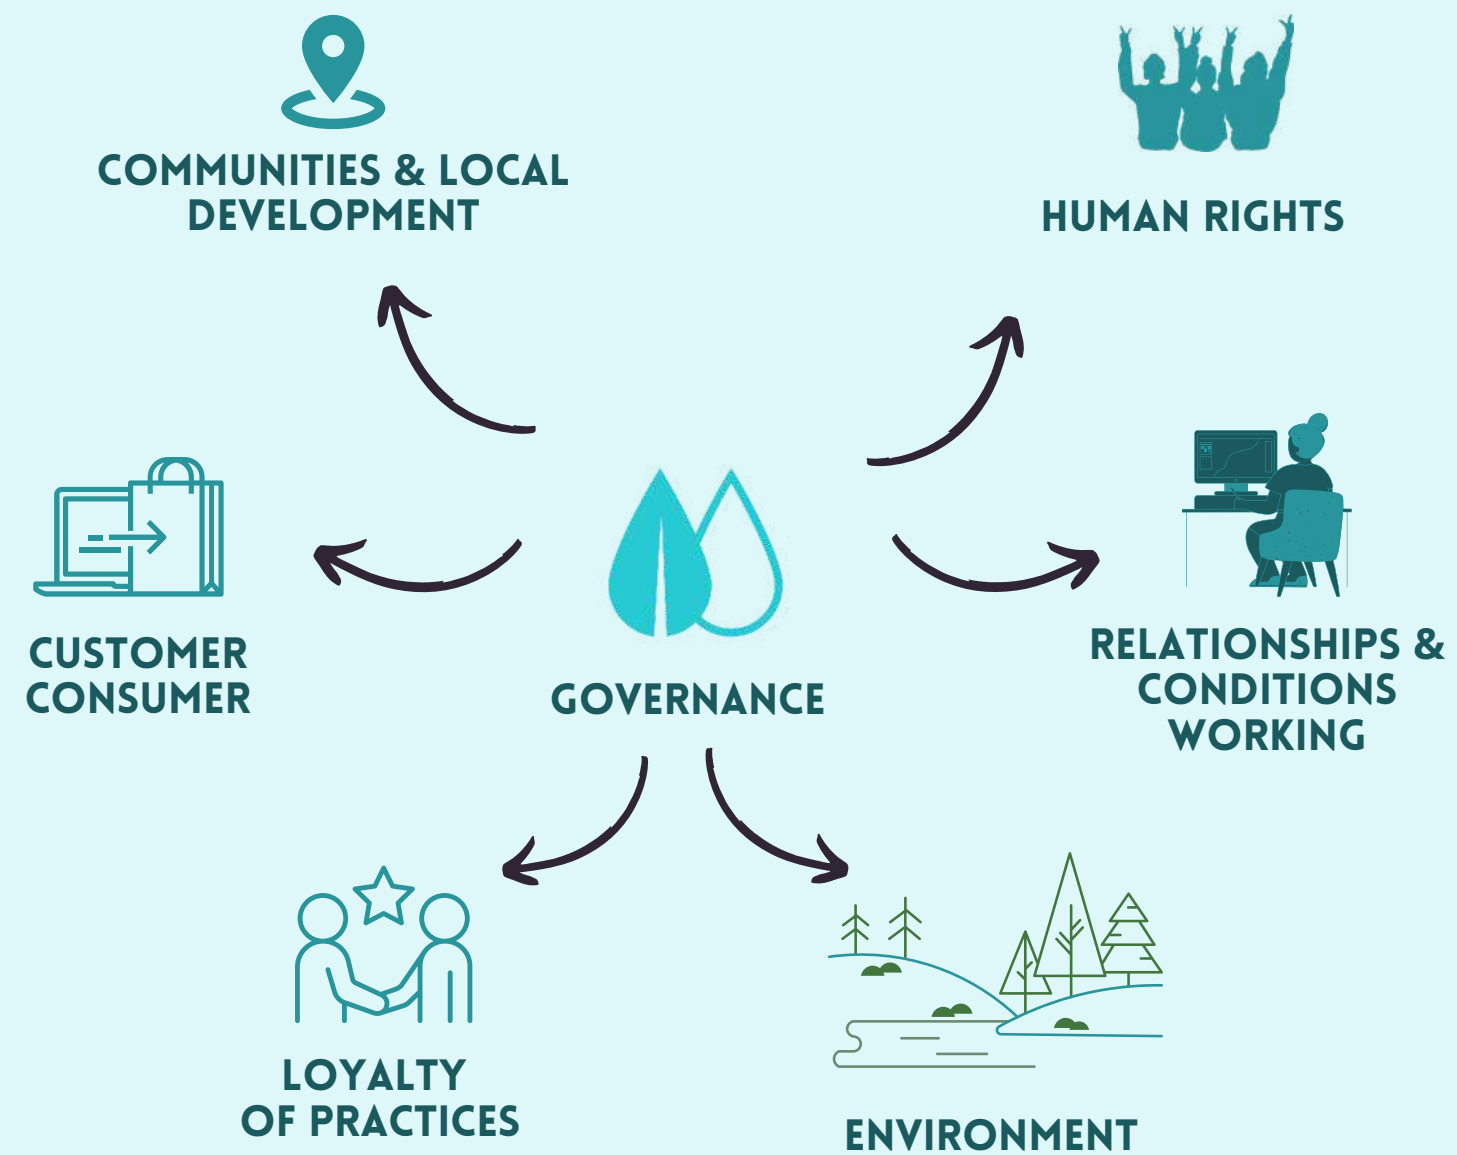 COMMUNITIES & LOCAL
DEVELOPMENT
HUMAN RIGHTS
CUSTOMER
CONSUMER
GOVERNANCE
RELATIONSHIPS &
CONDITIONS
WORKING
LOYALTY
OF PRACTICES
ENVIRONMENT